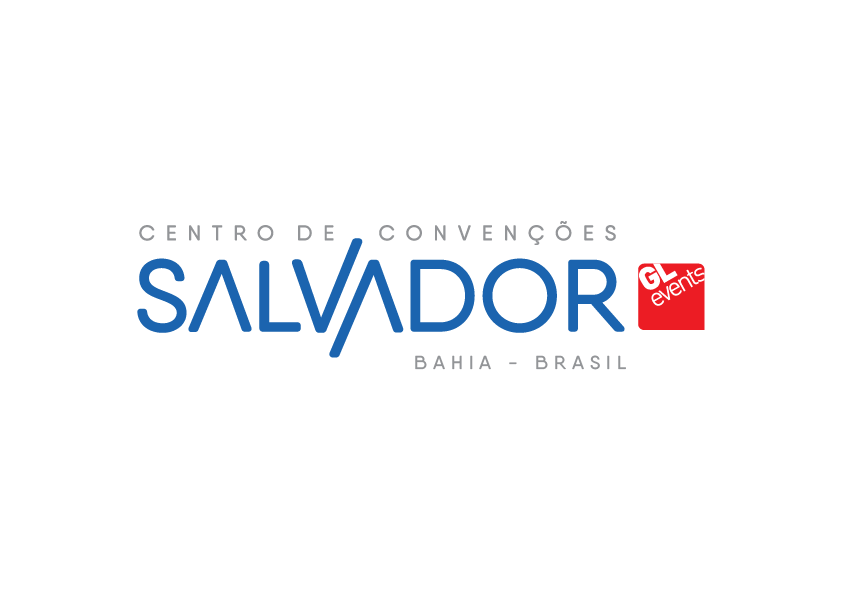 CENTRO DE CONVENÇÕES
SALVADOR
GL
events
BAHIA - BRASIL